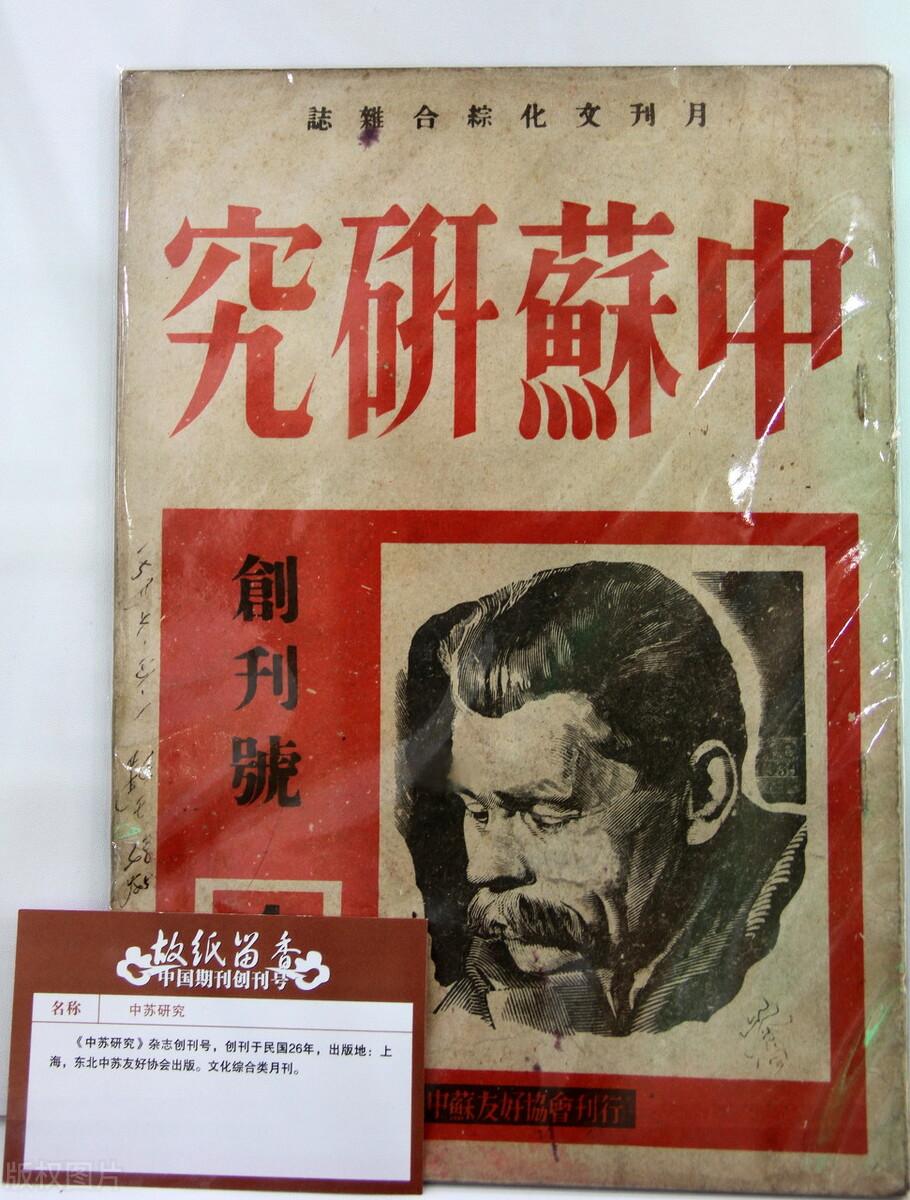 月刊文化綜合雜誌
中蘇研究
創刊號
1934
中蘇友好協會刊行
故纸留香
中国期刊创刊号
名称 中苏研究
《中苏研究》杂志创刊号，创刊于民国26年，出版地：上
海，东北中苏友好协会出版。文化综合类月刊。
版权图片